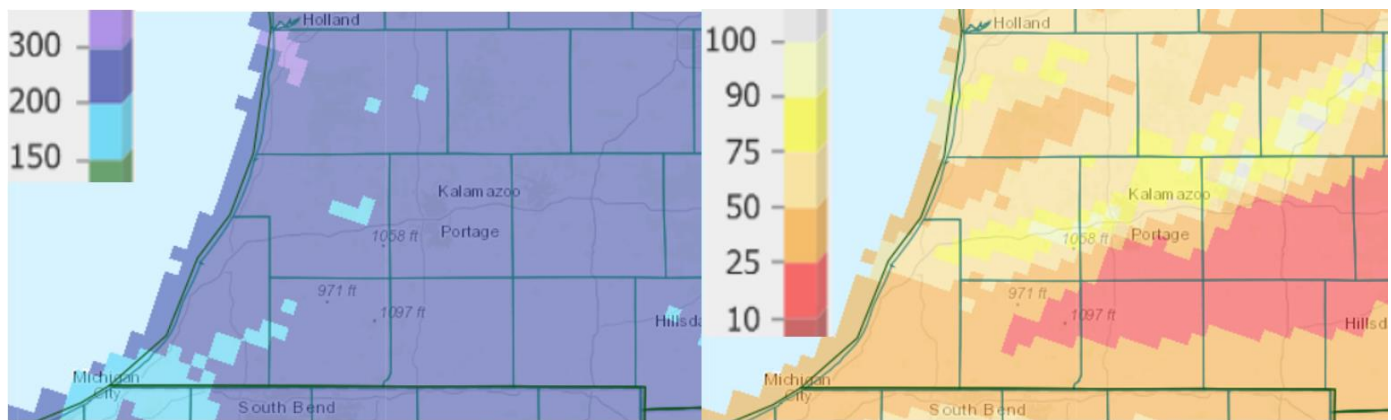 300
200
150
Holland
Kalamazoo
Portage
1058 ft
971 ft
1097 ft
Hillsda
Michigan
City
South Bend
100
90
75
50
25
10
Holland
Kalamazoo
Portage
1058 ft
971 ft
1097 ft
Hillsd
Michigan
City
South Bend